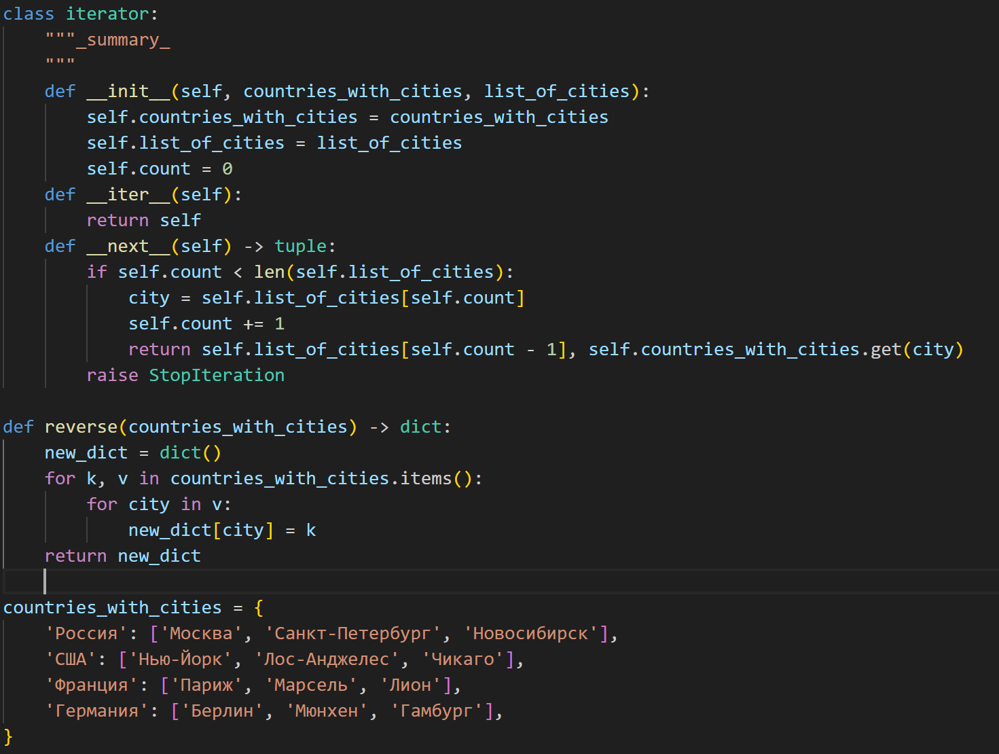 class iterator:
    """_summary_
    """
    def __init__(self, countries_with_cities, list_of_cities):
        self.countries_with_cities = countries_with_cities
        self.list_of_cities = list_of_cities
        self.count = 0
    def __iter__(self):
        return self
    def __next__(self) -> tuple:
        if self.count < len(self.list_of_cities):
            city = self.list_of_cities[self.count]
            self.count += 1
            return self.list_of_cities[self.count - 1], self.countries_with_cities.get(city)
        raise StopIteration

def reverse(countries_with_cities) -> dict:
    new_dict = dict()
    for k, v in countries_with_cities.items():
        for city in v:
            new_dict[city] = k
    return new_dict

countries_with_cities = {
    'Россия': ['Москва', 'Санкт-Петербург', 'Новосибирск'],
    'США': ['Нью-Йорк', 'Лос-Анджелес', 'Чикаго'],
    'Франция': ['Париж', 'Марсель', 'Лион'],
    'Германия': ['Берлин', 'Мюнхен', 'Гамбург'],
}